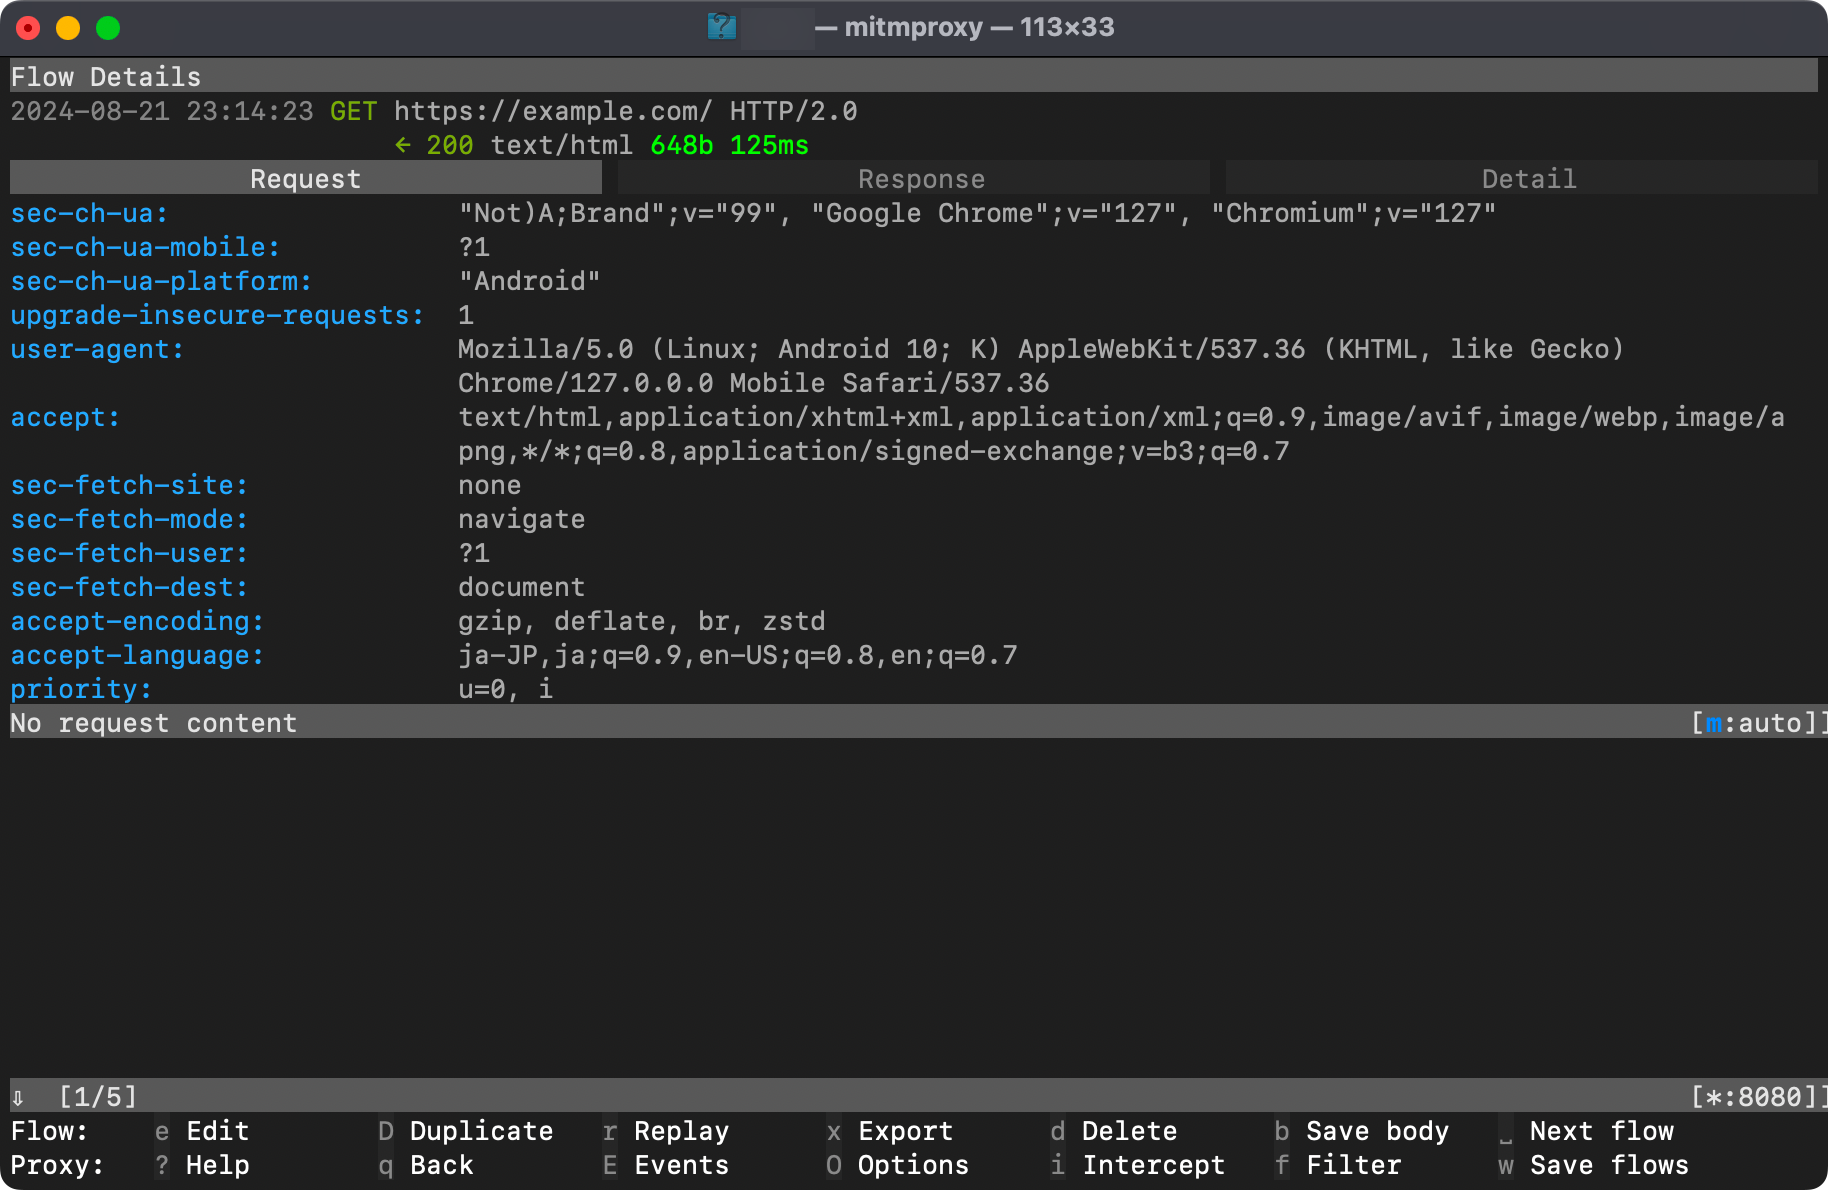 — mitmproxy — 113×33
Flow Details
2024-08-21 23:14:23 GET https://example.com/ HTTP/2.0
← 200 text/html 648b 125ms
Request Response Detail
sec-ch-ua: "Not)A;Brand";v="99", "Google Chrome";v="127", "Chromium";v="127"
sec-ch-ua-mobile: ?1
sec-ch-ua-platform: "Android"
upgrade-insecure-requests: 1
user-agent: Mozilla/5.0 (Linux; Android 10; K) AppleWebKit/537.36 (KHTML, like Gecko)
Chrome/127.0.0.0 Mobile Safari/537.36
accept: text/html,application/xhtml+xml,application/xml;q=0.9,image/avif,image/webp,image/a
png,*/*;q=0.8,application/signed-exchange;v=b3;q=0.7
sec-fetch-site: none
sec-fetch-mode: navigate
sec-fetch-user: ?1
sec-fetch-dest: document
accept-encoding: gzip, deflate, br, zstd
accept-language: ja-JP,ja;q=0.9,en-US;q=0.8,en;q=0.7
priority: u=0, i
No request content [m:auto]]
⇩ [1/5] [*:8080]]
Flow: e Edit D Duplicate r Replay x Export d Delete b Save body ␣ Next flow
Proxy: ? Help q Back E Events O Options i Intercept f Filter w Save flows